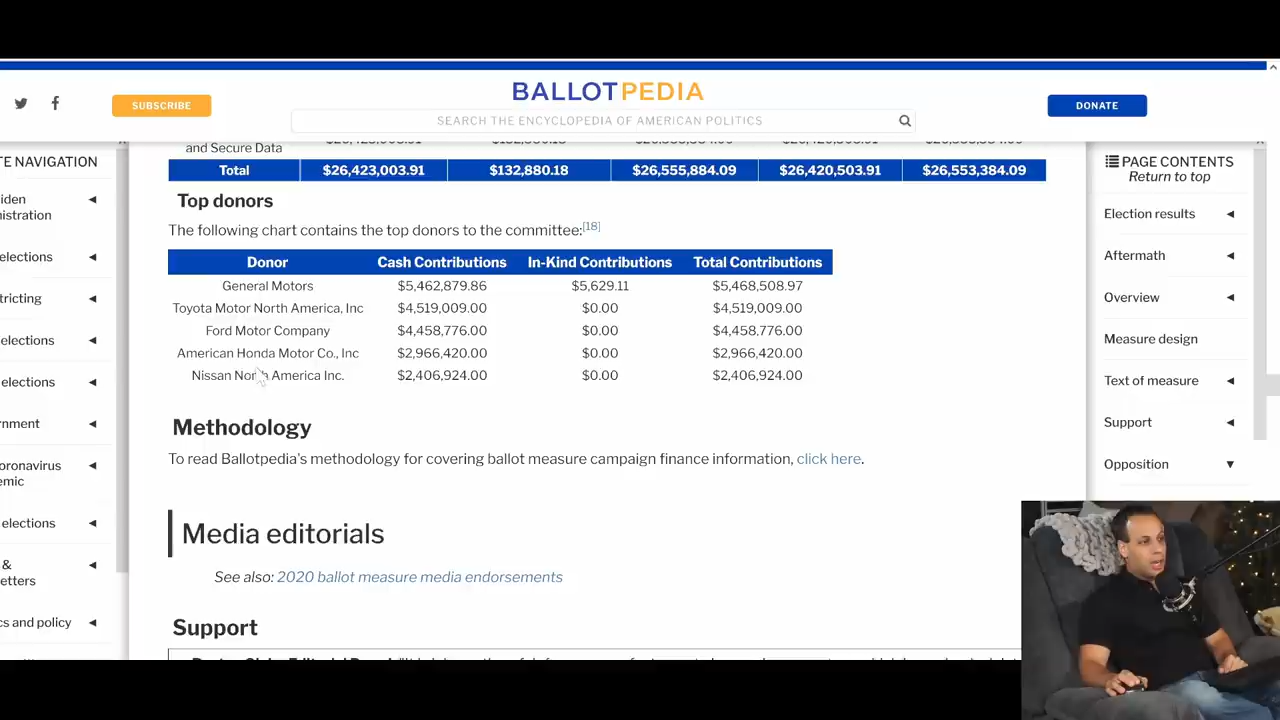 BALLOTPEDIA
SUBSCRIBE
SEARCH THE ENCYCLOPEDIA OF AMERICAN POLITICS
DONATE
TE NAVIGATION
iden
nistration
elections
tricting
elections
elections
rnment
oronavirus
emic
elections
&
etters
cs and policy
and Secure Data
Total $26,423,003.91 $132,880.18 $26,555,884.09 $26,420,503.91 $26,553,384.09
Top donors
The following chart contains the top donors to the committee:[18]
Donor Cash Contributions In-Kind Contributions Total Contributions
General Motors $5,462,879.86 $5,629.11 $5,468,508.97
Toyota Motor North America, Inc $4,519,009.00 $0.00 $4,519,009.00
Ford Motor Company $4,458,776.00 $0.00 $4,458,776.00
American Honda Motor Co., Inc $2,966,420.00 $0.00 $2,966,420.00
Nissan North America Inc. $2,406,924.00 $0.00 $2,406,924.00
Methodology
To read Ballotpedia's methodology for covering ballot measure campaign finance information, click here.
Media editorials
See also: 2020 ballot measure media endorsements
Support
PAGE CONTENTS
Return to top
Election results
Aftermath
Overview
Measure design
Text of measure
Support
Opposition